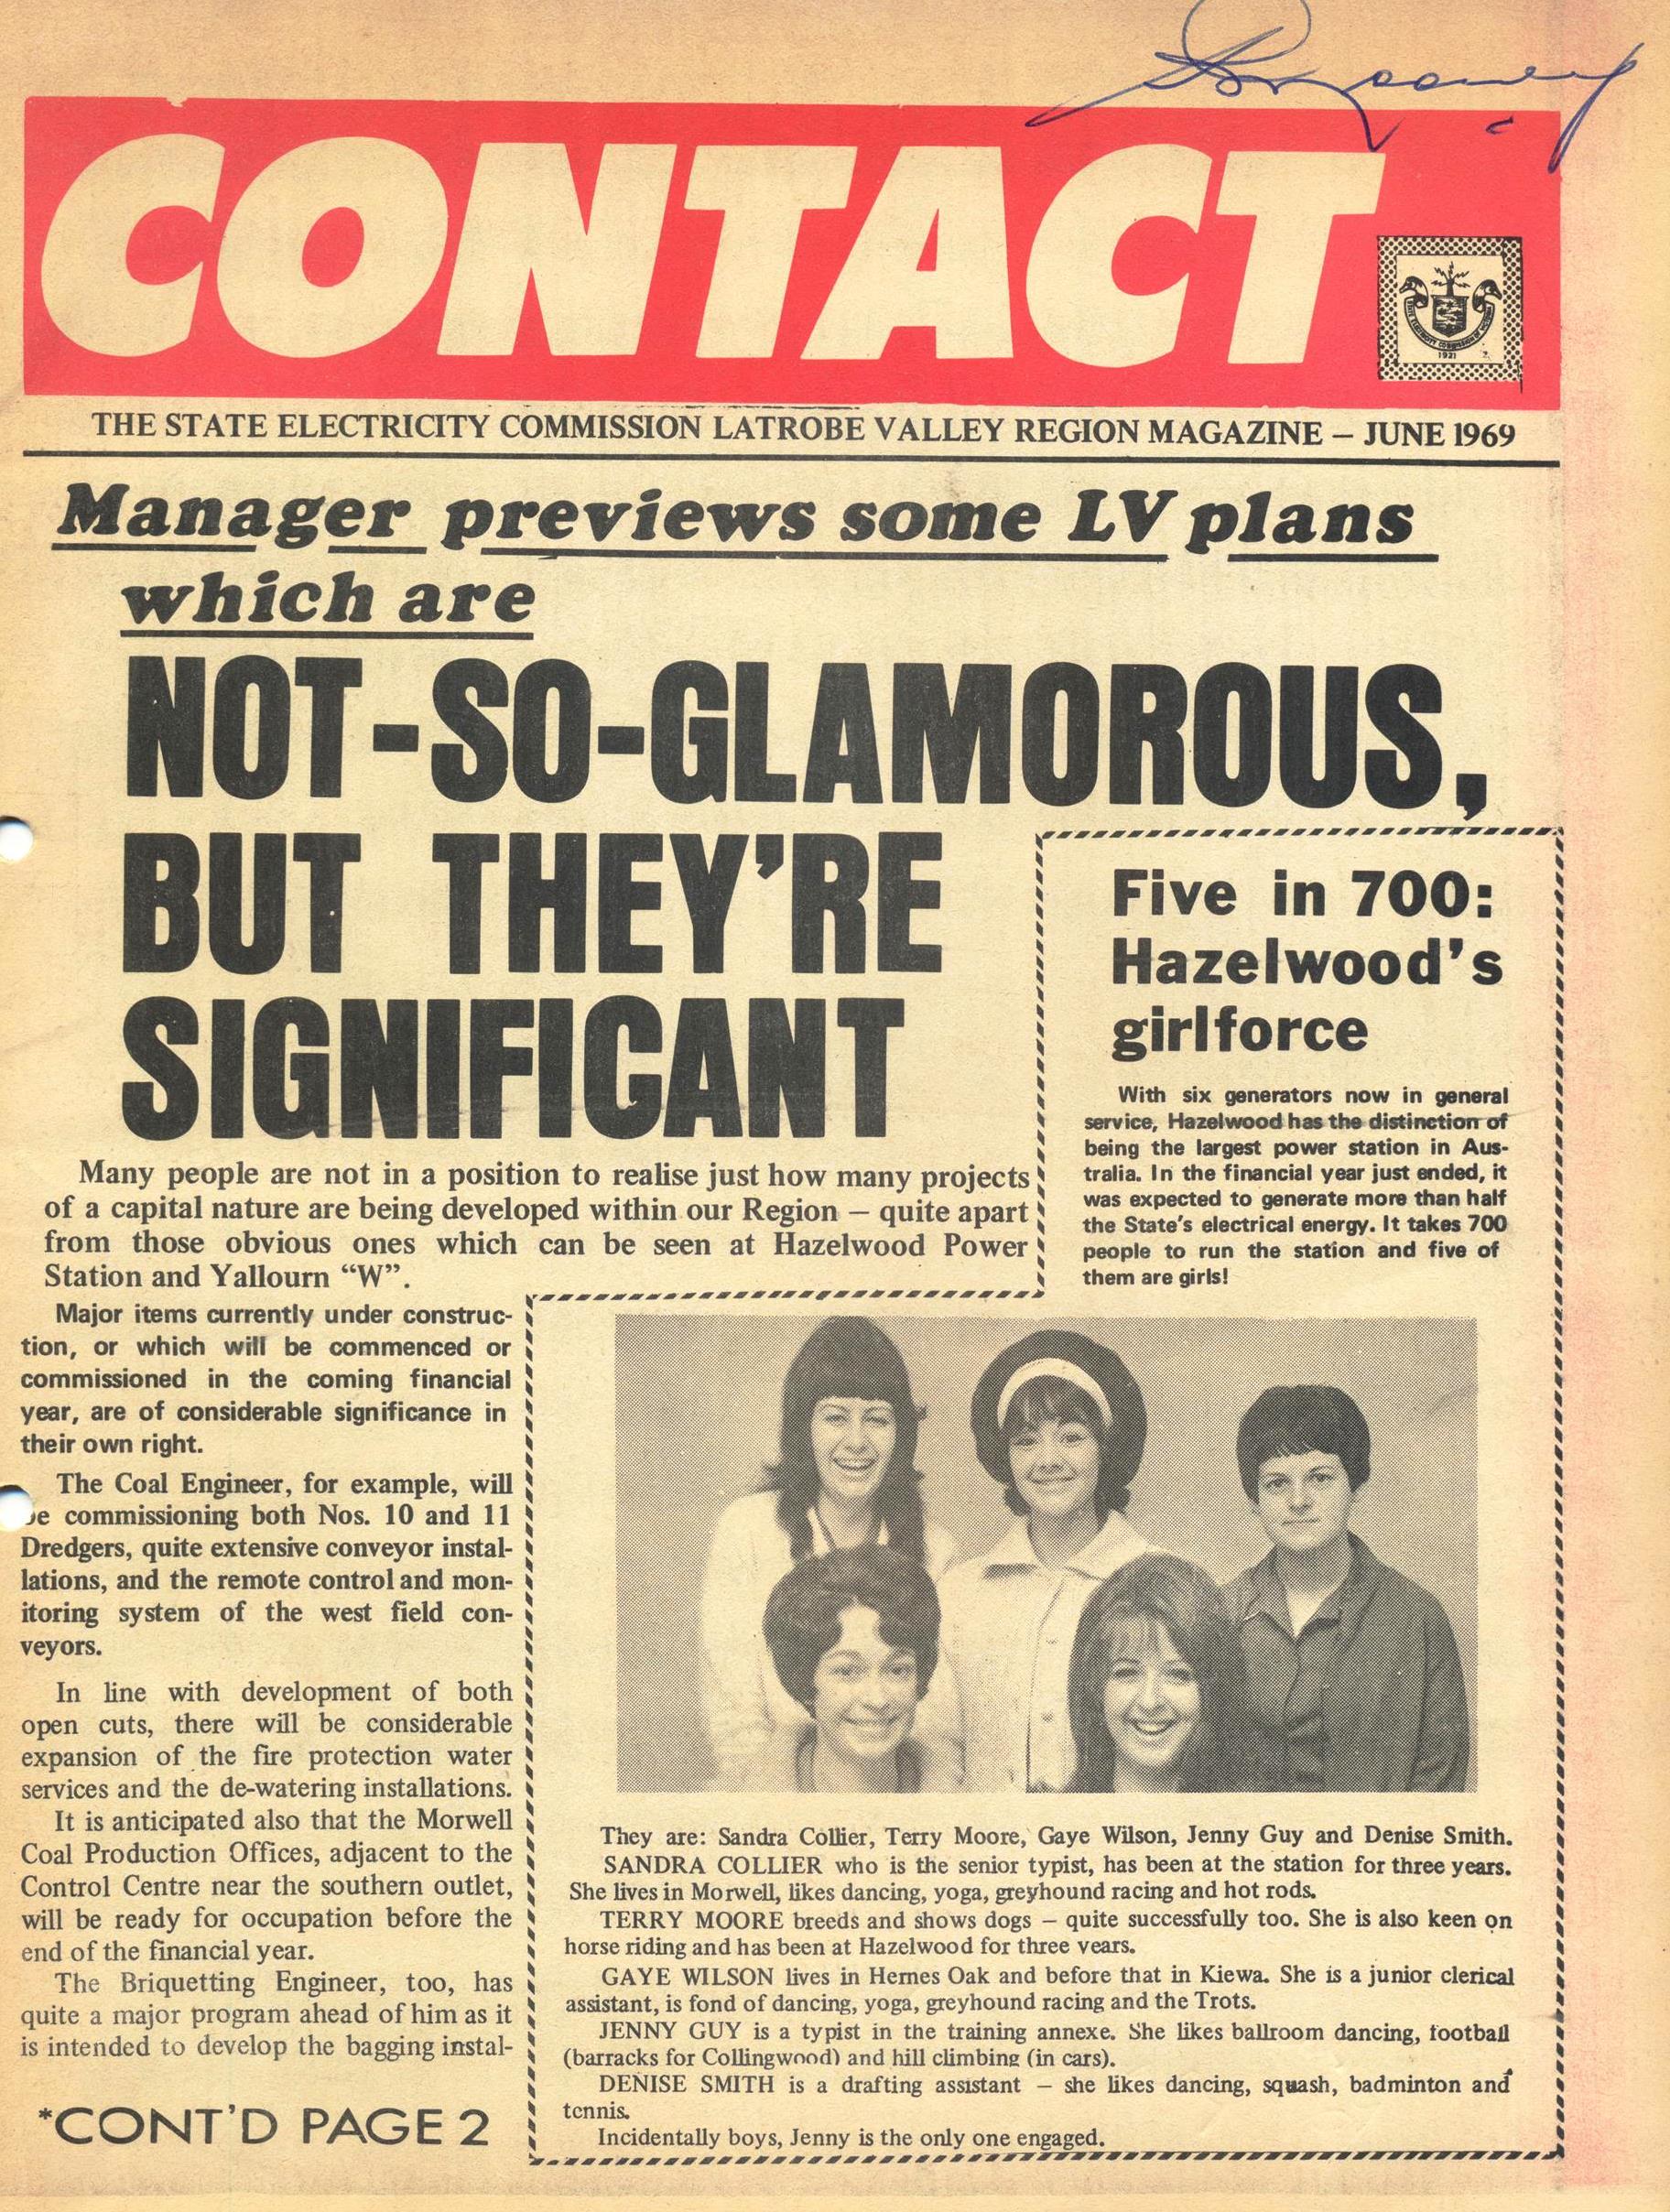 CONTACT
1921
THE STATE ELECTRICITY COMMISSION LATROBE VALLEY REGION MAGAZINE – JUNE 1969
Manager previews some LV plans
which are
NOT-SO-GLAMOROUS,
BUT THEY'RE
SIGNIFICANT
Many people are not in a position to realise just how many projects
of a capital nature are being developed within our Region – quite apart
from those obvious ones which can be seen at Hazelwood Power
Station and Yallourn “W”.
Major items currently under construc-
tion, or which will be commenced or
commissioned in the coming financial
year, are of considerable significance in
their own right.
The Coal Engineer, for example, will
be commissioning both Nos. 10 and 11
Dredgers, quite extensive conveyor instal-
lations, and the remote control and mon-
itoring system of the west field con-
veyors.
In line with development of both
open cuts, there will be considerable
expansion of the fire protection water
services and the de-watering installations.
It is anticipated also that the Morwell
Coal Production Offices, adjacent to the
Control Centre near the southern outlet,
will be ready for occupation before the
end of the financial year.
The Briquetting Engineer, too, has
quite a major program ahead of him as it
is intended to develop the bagging instal-
*CONT'D PAGE 2
Five in 700:
Hazelwood's
girlforce
With six generators now in general
service, Hazelwood has the distinction of
being the largest power station in Aus-
tralia. In the financial year just ended, it
was expected to generate more than half
the State's electrical energy. It takes 700
people to run the station and five of
them are girls!
They are: Sandra Collier, Terry Moore, Gaye Wilson, Jenny Guy and Denise Smith.
SANDRA COLLIER who is the senior typist, has been at the station for three years.
She lives in Morwell, likes dancing, yoga, greyhound racing and hot rods.
TERRY MOORE breeds and shows dogs – quite successfully too. She is also keen on
horse riding and has been at Hazelwood for three years.
GAYE WILSON lives in Hernes Oak and before that in Kiewa. She is a junior clerical
assistant, is fond of dancing, yoga, greyhound racing and the Trots.
JENNY GUY is a typist in the training annexe. She likes ballroom dancing, football
(barracks for Collingwood) and hill climbing (in cars).
DENISE SMITH is a drafting assistant – she likes dancing, squash, badminton and
tennis.
Incidentally boys, Jenny is the only one engaged.